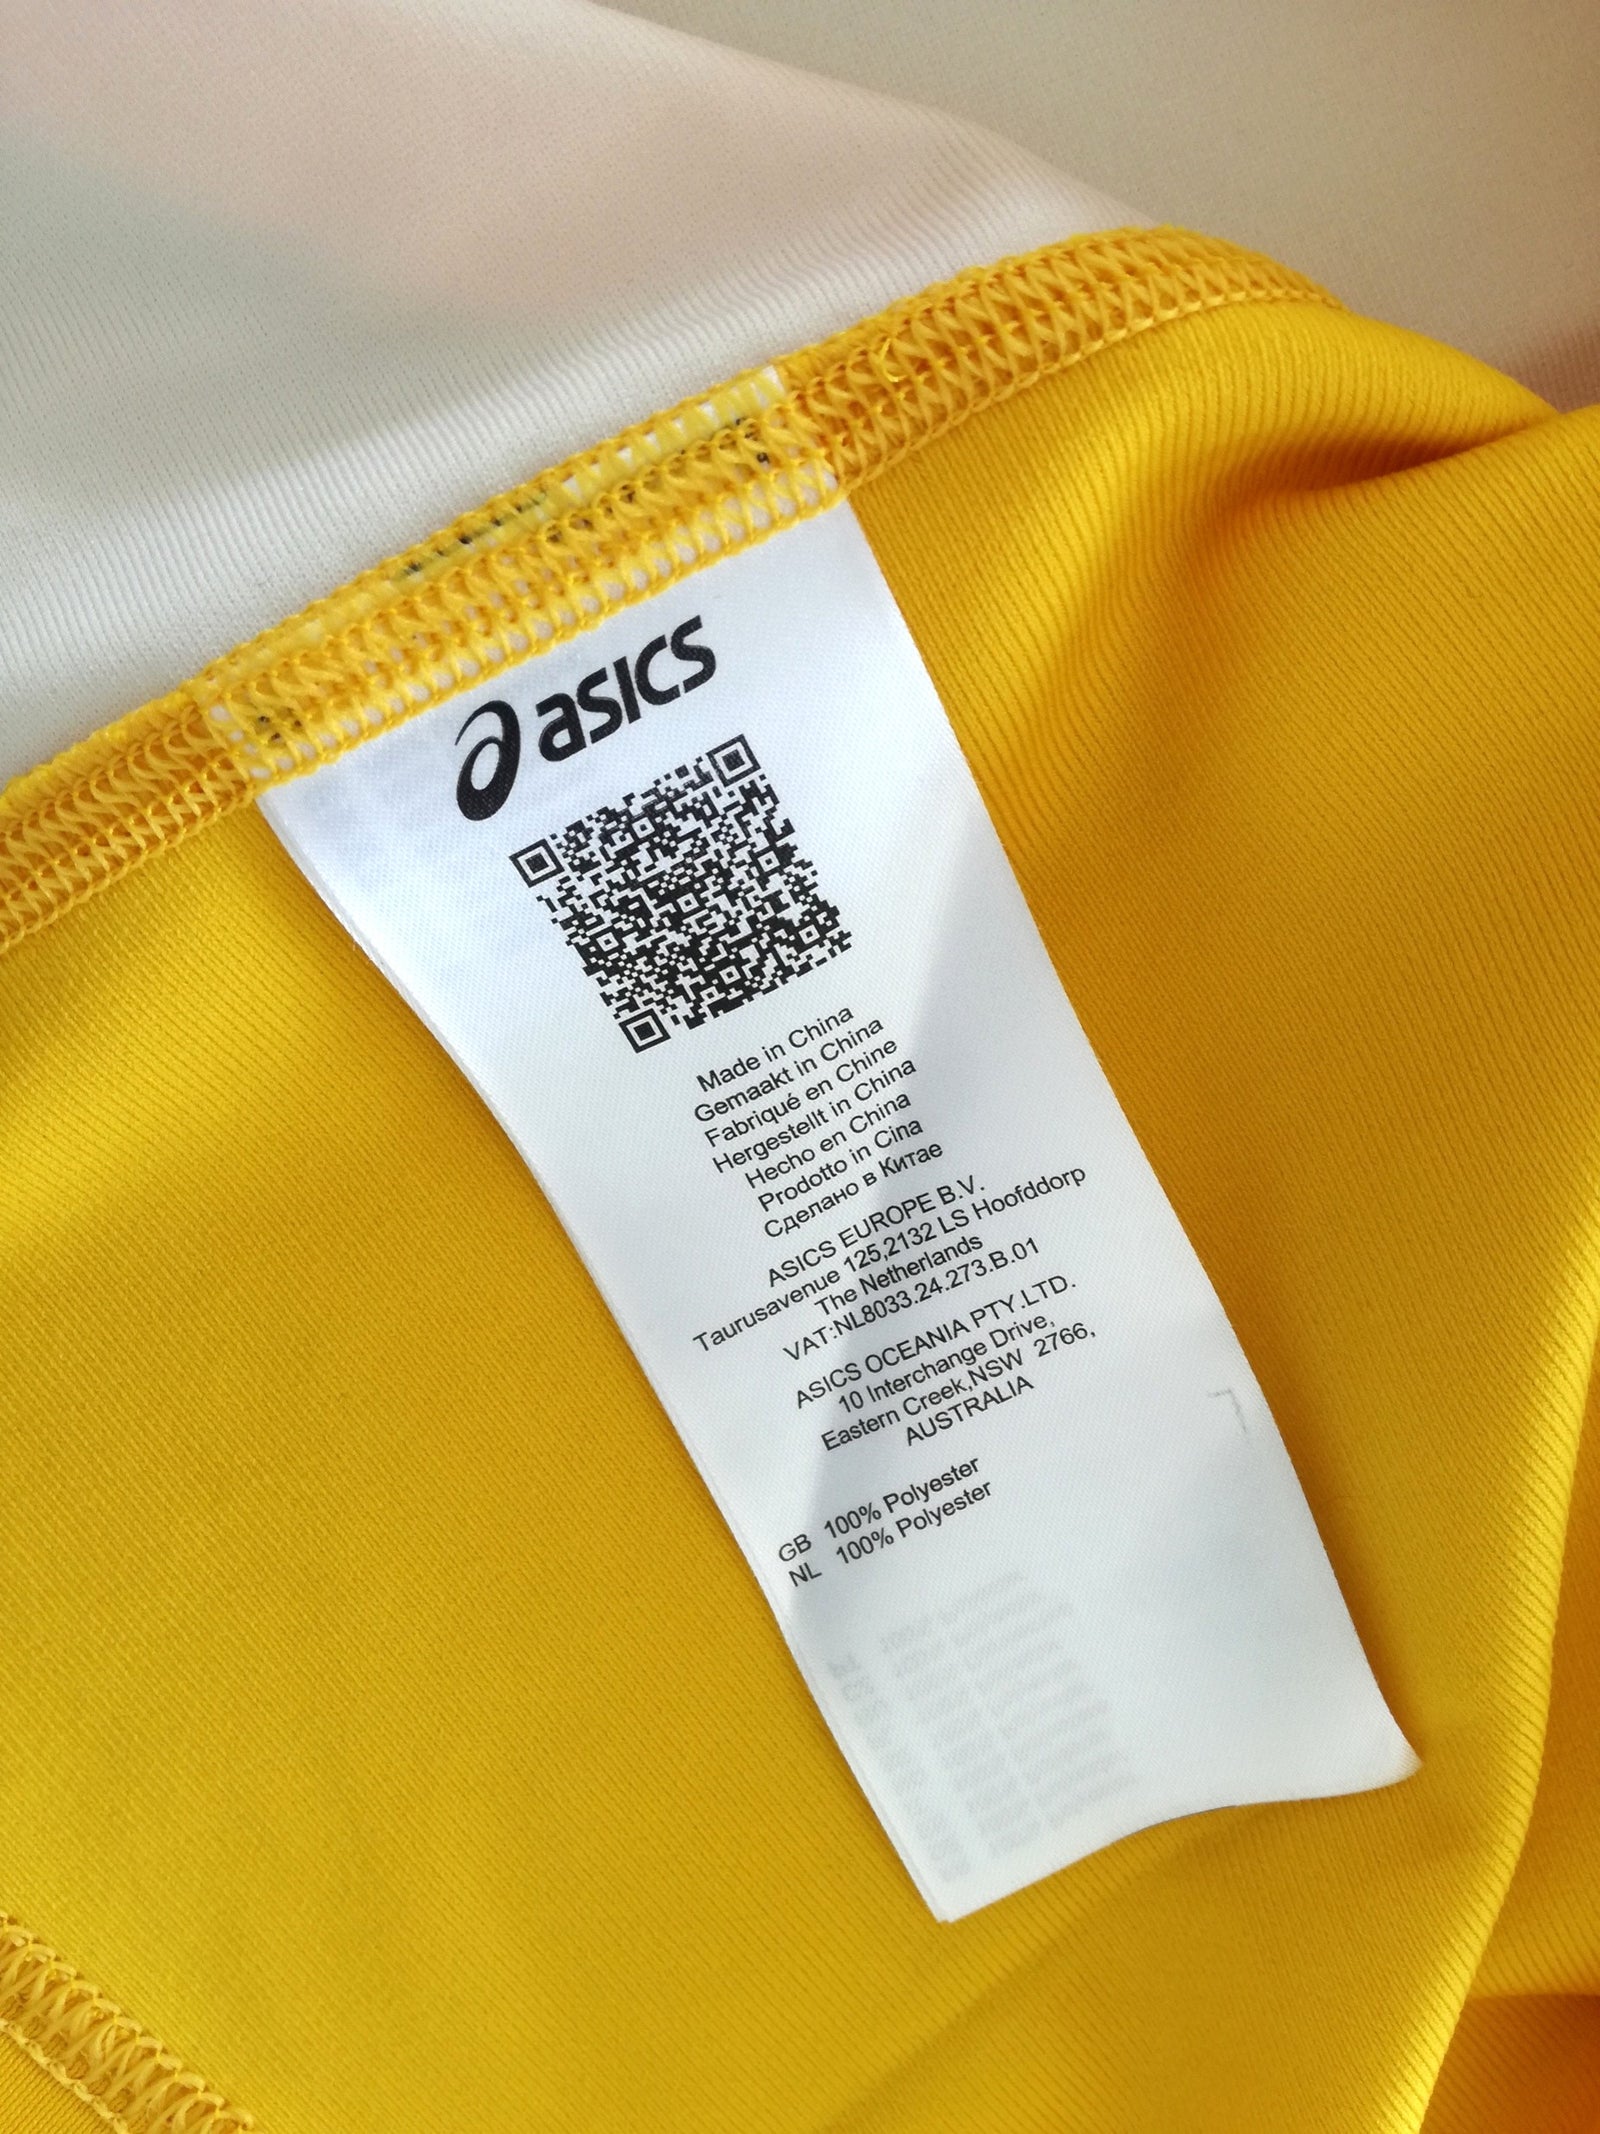 asics
Made in China
Gemaakt in China
Fabriqué en Chine
Hergestellt in China
Hecho en China
Prodotto in Cina
Сделано в Китае
ASICS EUROPE B.V.
Taurusavenue 125,2132 LS Hoofddorp
The Netherlands
VAT:NL8033.24.273.B.01
ASICS OCEANIA PTY.LTD.
10 Interchange Drive,
Eastern Creek,NSW 2766,
AUSTRALIA
GB 100% Polyester
NL 100% Polyester